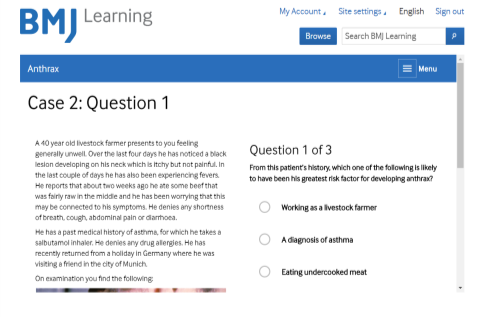 BMJ Learning
My Account Site settings English Sign out
Browse Search BMJ Learning
Anthrax
Menu
Case 2: Question 1
A 40 year old livestock farmer presents to you feeling
generally unwell. Over the last four days he has noticed a black
lesion developing on his neck which is itchy but not painful. In
the last couple of days he has also been experiencing fevers.
He reports that about two weeks ago he ate some beef that
was fairly raw in the middle and he has been worrying that this
may be connected to his symptoms. He denies any shortness
of breath, cough, abdominal pain or diarrhoea.
He has a past medical history of asthma, for which he takes a
salbutamol inhaler. He denies any drug allergies. He has
recently returned from a holiday in Germany where he was
visiting a friend in the city of Munich.
On examination you find the following:
Question 1 of 3
From this patient's history, which one of the following is likely
to have been his greatest risk factor for developing anthrax?
Working as a livestock farmer
A diagnosis of asthma
Eating undercooked meat